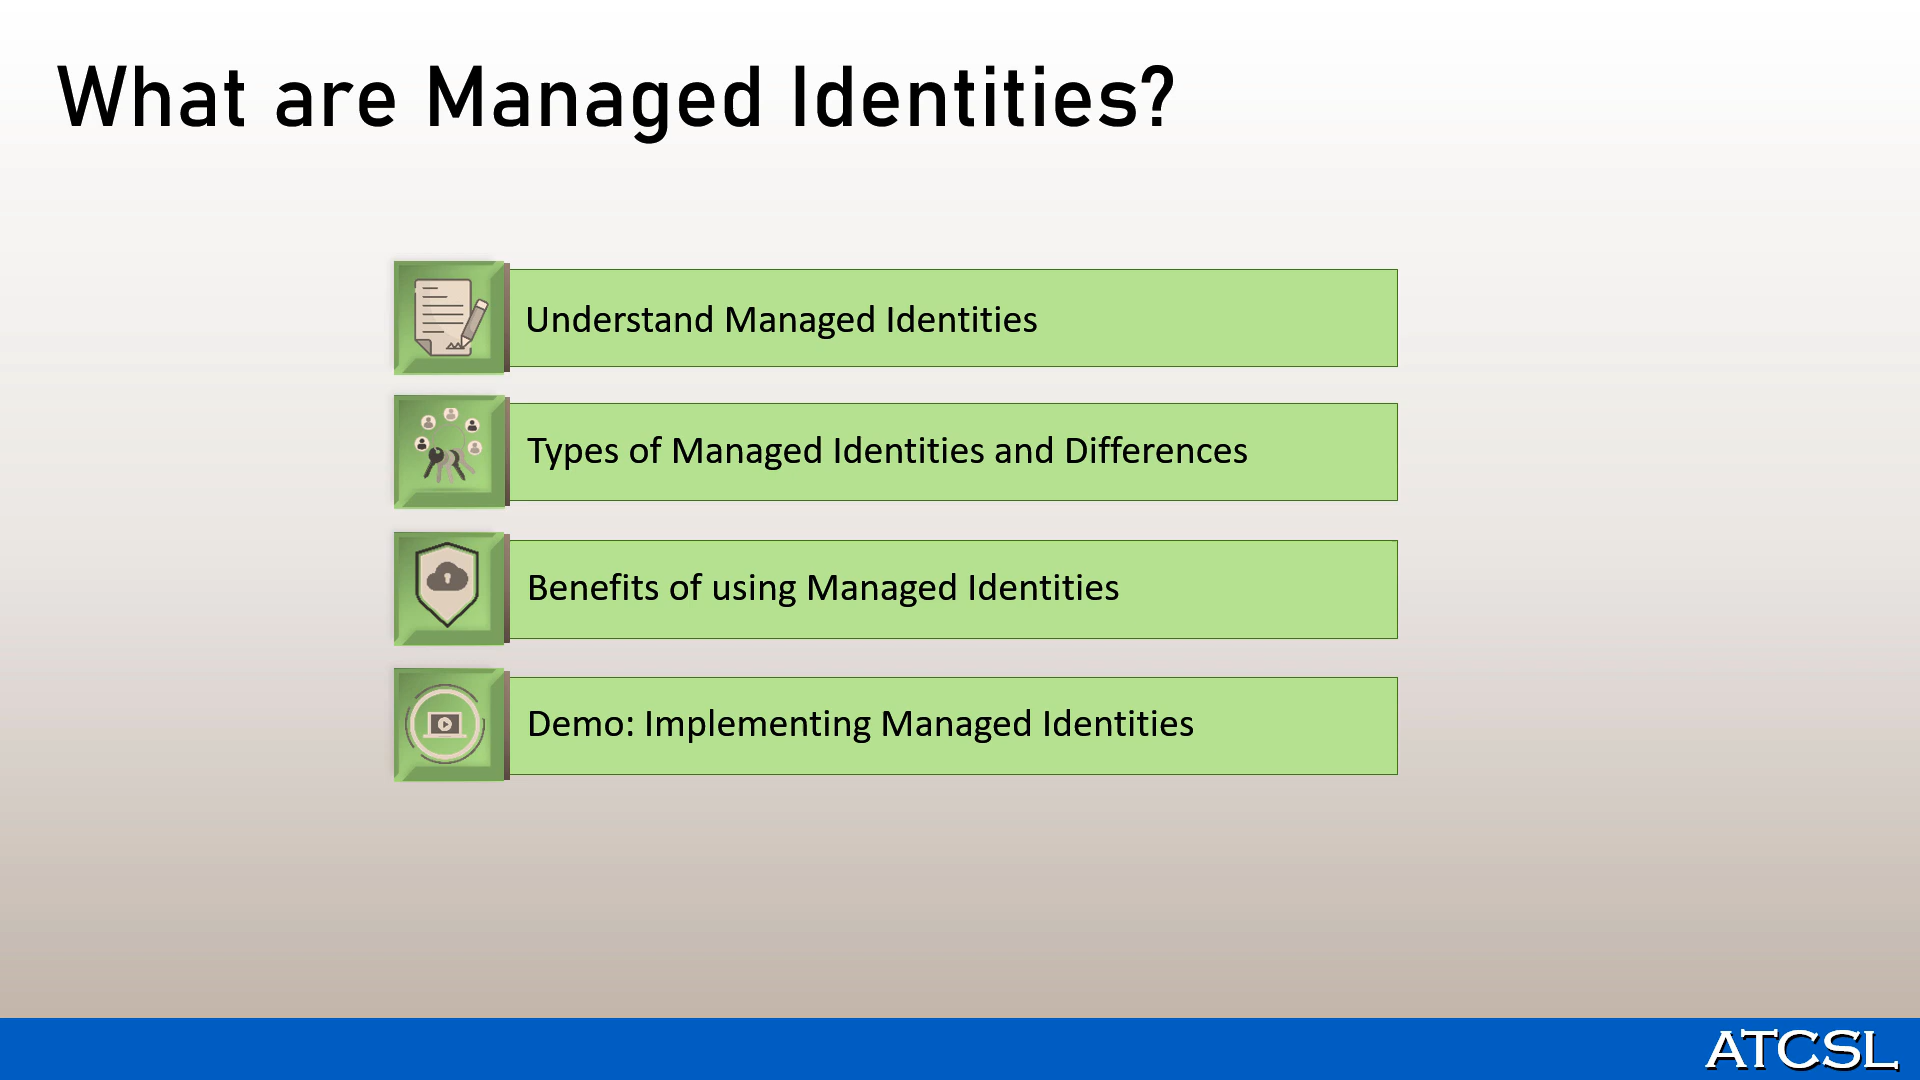 What are Managed Identities?
Understand Managed Identities
Types of Managed Identities and Differences
Benefits of using Managed Identities
Demo: Implementing Managed Identities
ATCSL